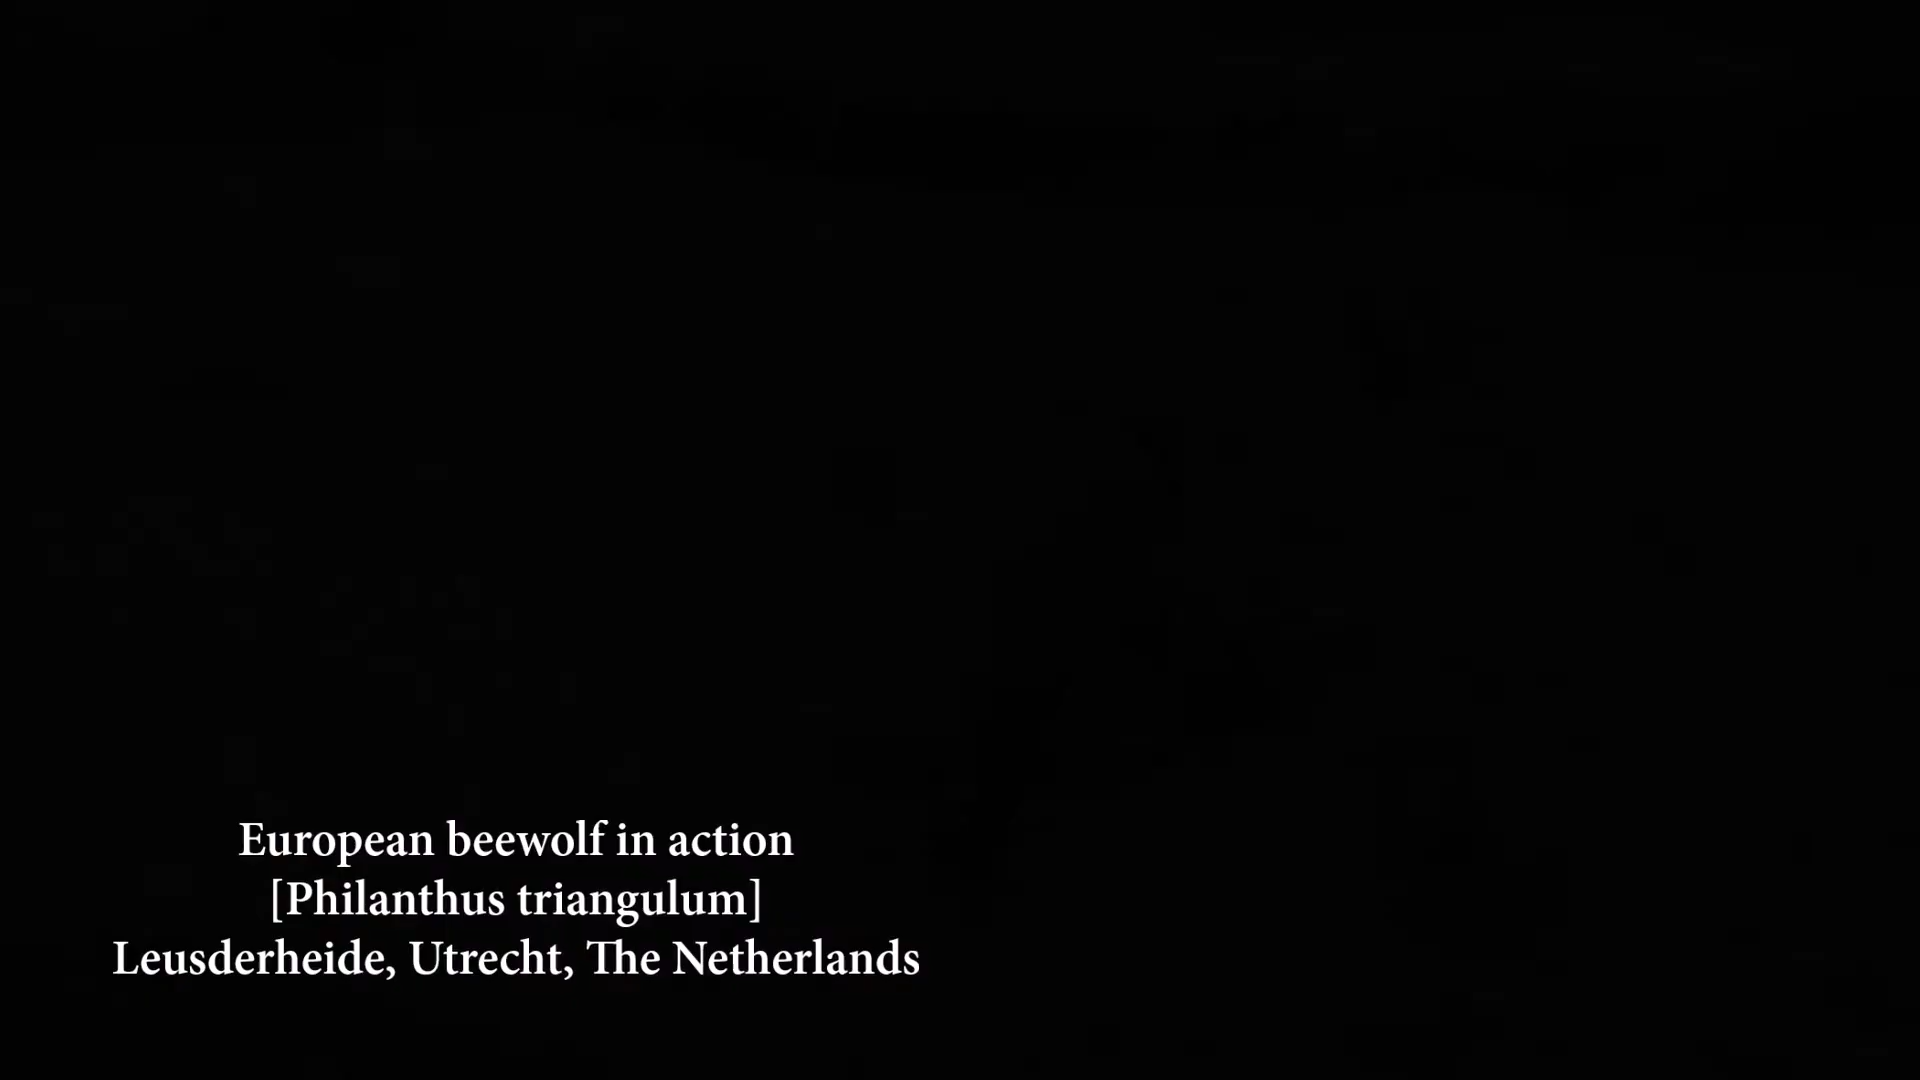 European beewolf in action
[Philanthus triangulum]
Leusderheide, Utrecht, The Netherlands